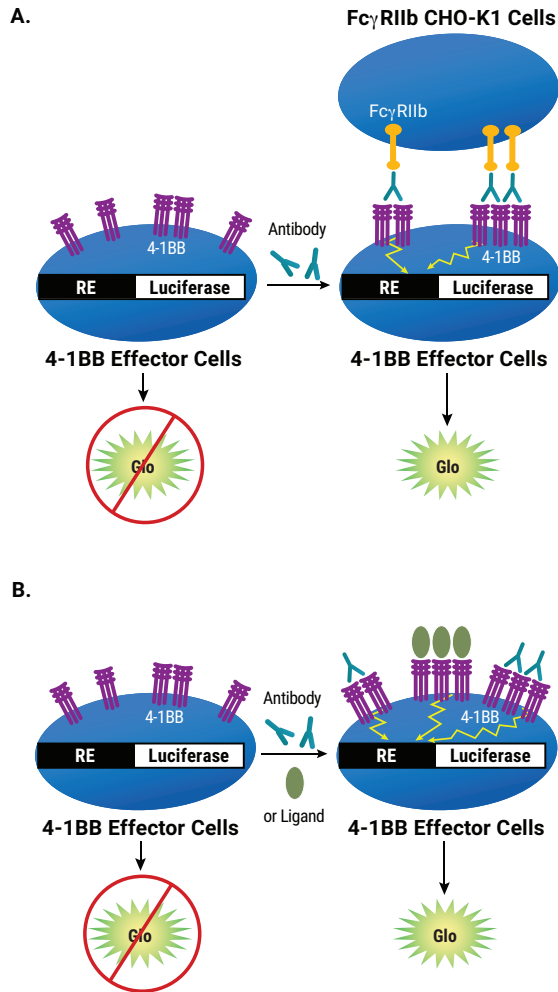 A.
FcγRIIb CHO-K1 Cells
FcγRIIb
4-1BB
Antibody
4-1BB
RE Luciferase
RE Luciferase
4-1BB Effector Cells
4-1BB Effector Cells
Glo
Glo
B.
Antibody
4-1BB
4-1BB
RE Luciferase
RE Luciferase
or Ligand
4-1BB Effector Cells
4-1BB Effector Cells
Glo
Glo